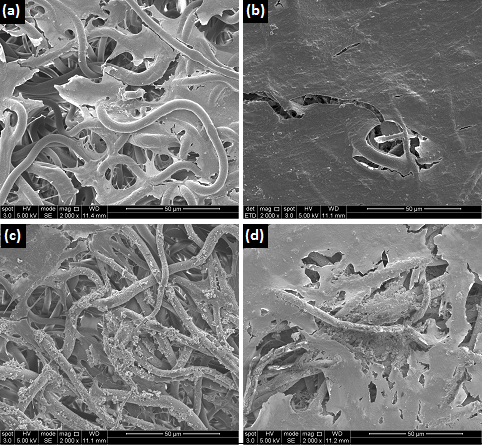 (a)
spot HV mode mag WD 50 µm
3.0 5.00 kV SE 2 000 x 11.4 mm
(b)
det mag WD spot HV 50 µm
ETD 2 000 x 11.1 mm 3.0 5.00 kV
(c)
spot HV mode mag WD 50 µm
3.0 5.00 kV SE 2 000 x 11.1 mm
(d)
spot HV mode mag WD 50 µm
3.0 5.00 kV SE 2 000 x 11.2 mm